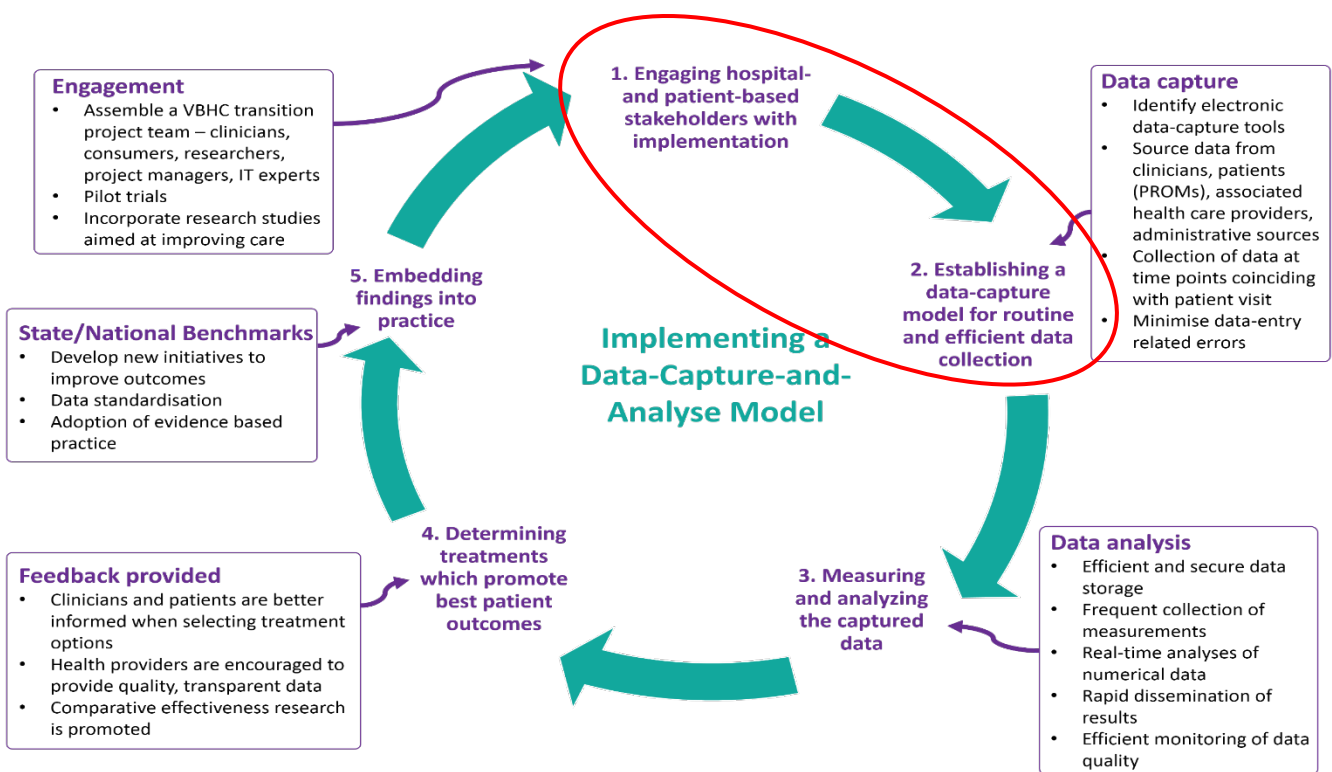 Engagement
• Assemble a VBHC transition
project team – clinicians,
consumers, researchers,
project managers, IT experts
• Pilot trials
• Incorporate research studies
aimed at improving care
1. Engaging hospital-
and patient-based
stakeholders with
implementation
Data capture
• Identify electronic
data-capture tools
• Source data from
clinicians, patients
(PROMs), associated
health care providers,
administrative sources
• Collection of data at
time points coinciding
with patient visit
• Minimise data-entry
related errors
2. Establishing a
data-capture
model for routine
and efficient data
collection
5. Embedding
findings into
practice
State/National Benchmarks
• Develop new initiatives to
improve outcomes
• Data standardisation
• Adoption of evidence based
practice
Implementing a
Data-Capture-and-
Analyse Model
4. Determining
treatments
which promote
best patient
outcomes
Feedback provided
• Clinicians and patients are better
informed when selecting treatment
options
• Health providers are encouraged to
provide quality, transparent data
• Comparative effectiveness research
is promoted
3. Measuring
and analyzing
the captured
data
Data analysis
• Efficient and secure data
storage
• Frequent collection of
measurements
• Real-time analyses of
numerical data
• Rapid dissemination of
results
• Efficient monitoring of data
quality